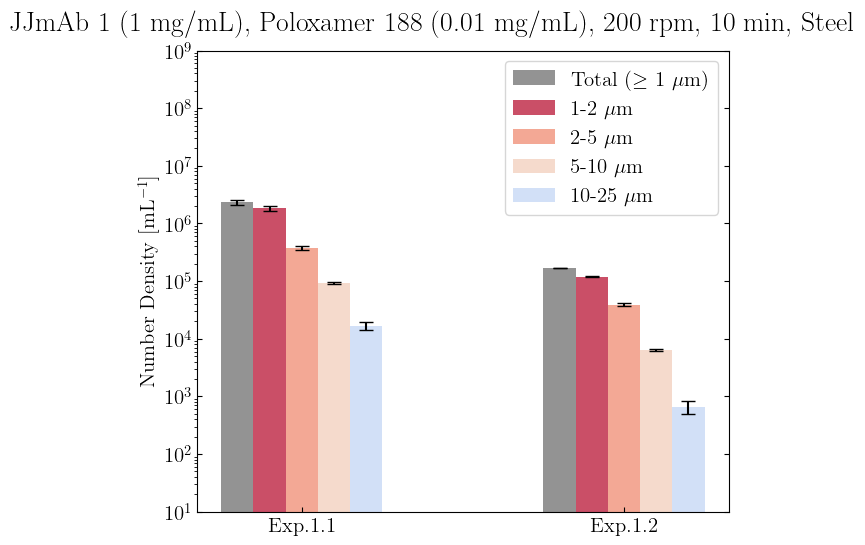 JJmAb 1 (1 mg/mL), Poloxamer 188 (0.01 mg/mL), 200 rpm, 10 min, Steel
Number Density [mL⁻¹]
10⁹
10⁸
10⁷
10⁶
10⁵
10⁴
10³
10²
10¹
Total (≥ 1 μm)
1-2 μm
2-5 μm
5-10 μm
10-25 μm
Exp.1.1
Exp.1.2